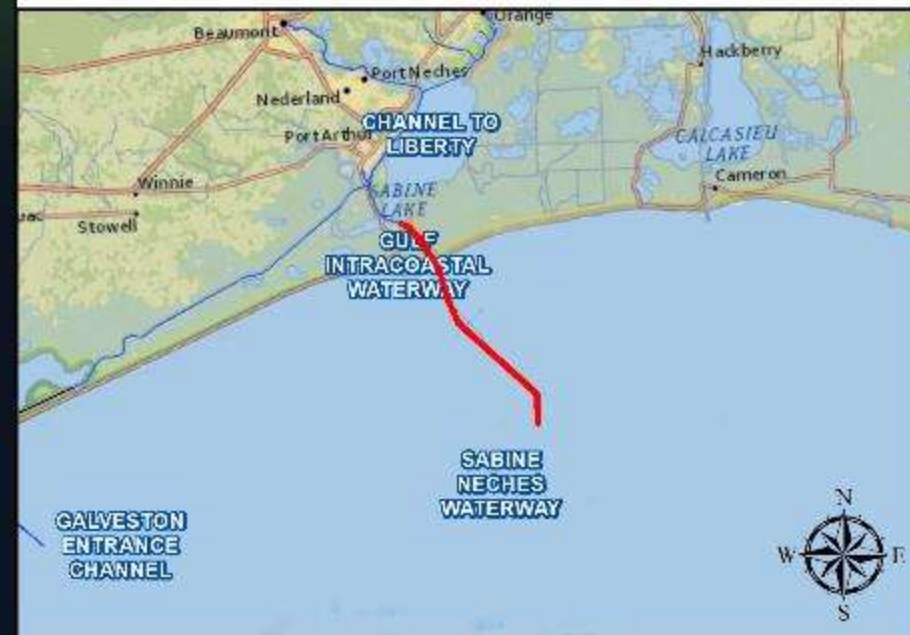 Orange
Beaumont
Hackberry
Port Neches
Nederland
CHANNEL TO
LIBERTY
Port Arthur
CALCASIEU
LAKE
Winnie
Cameron
SABINE
LAKE
uac
Stowell
GULF
INTRACOASTAL
WATERWAY
SABINE
NECHES
WATERWAY
GALVESTON
ENTRANCE
CHANNEL
N
W E
S